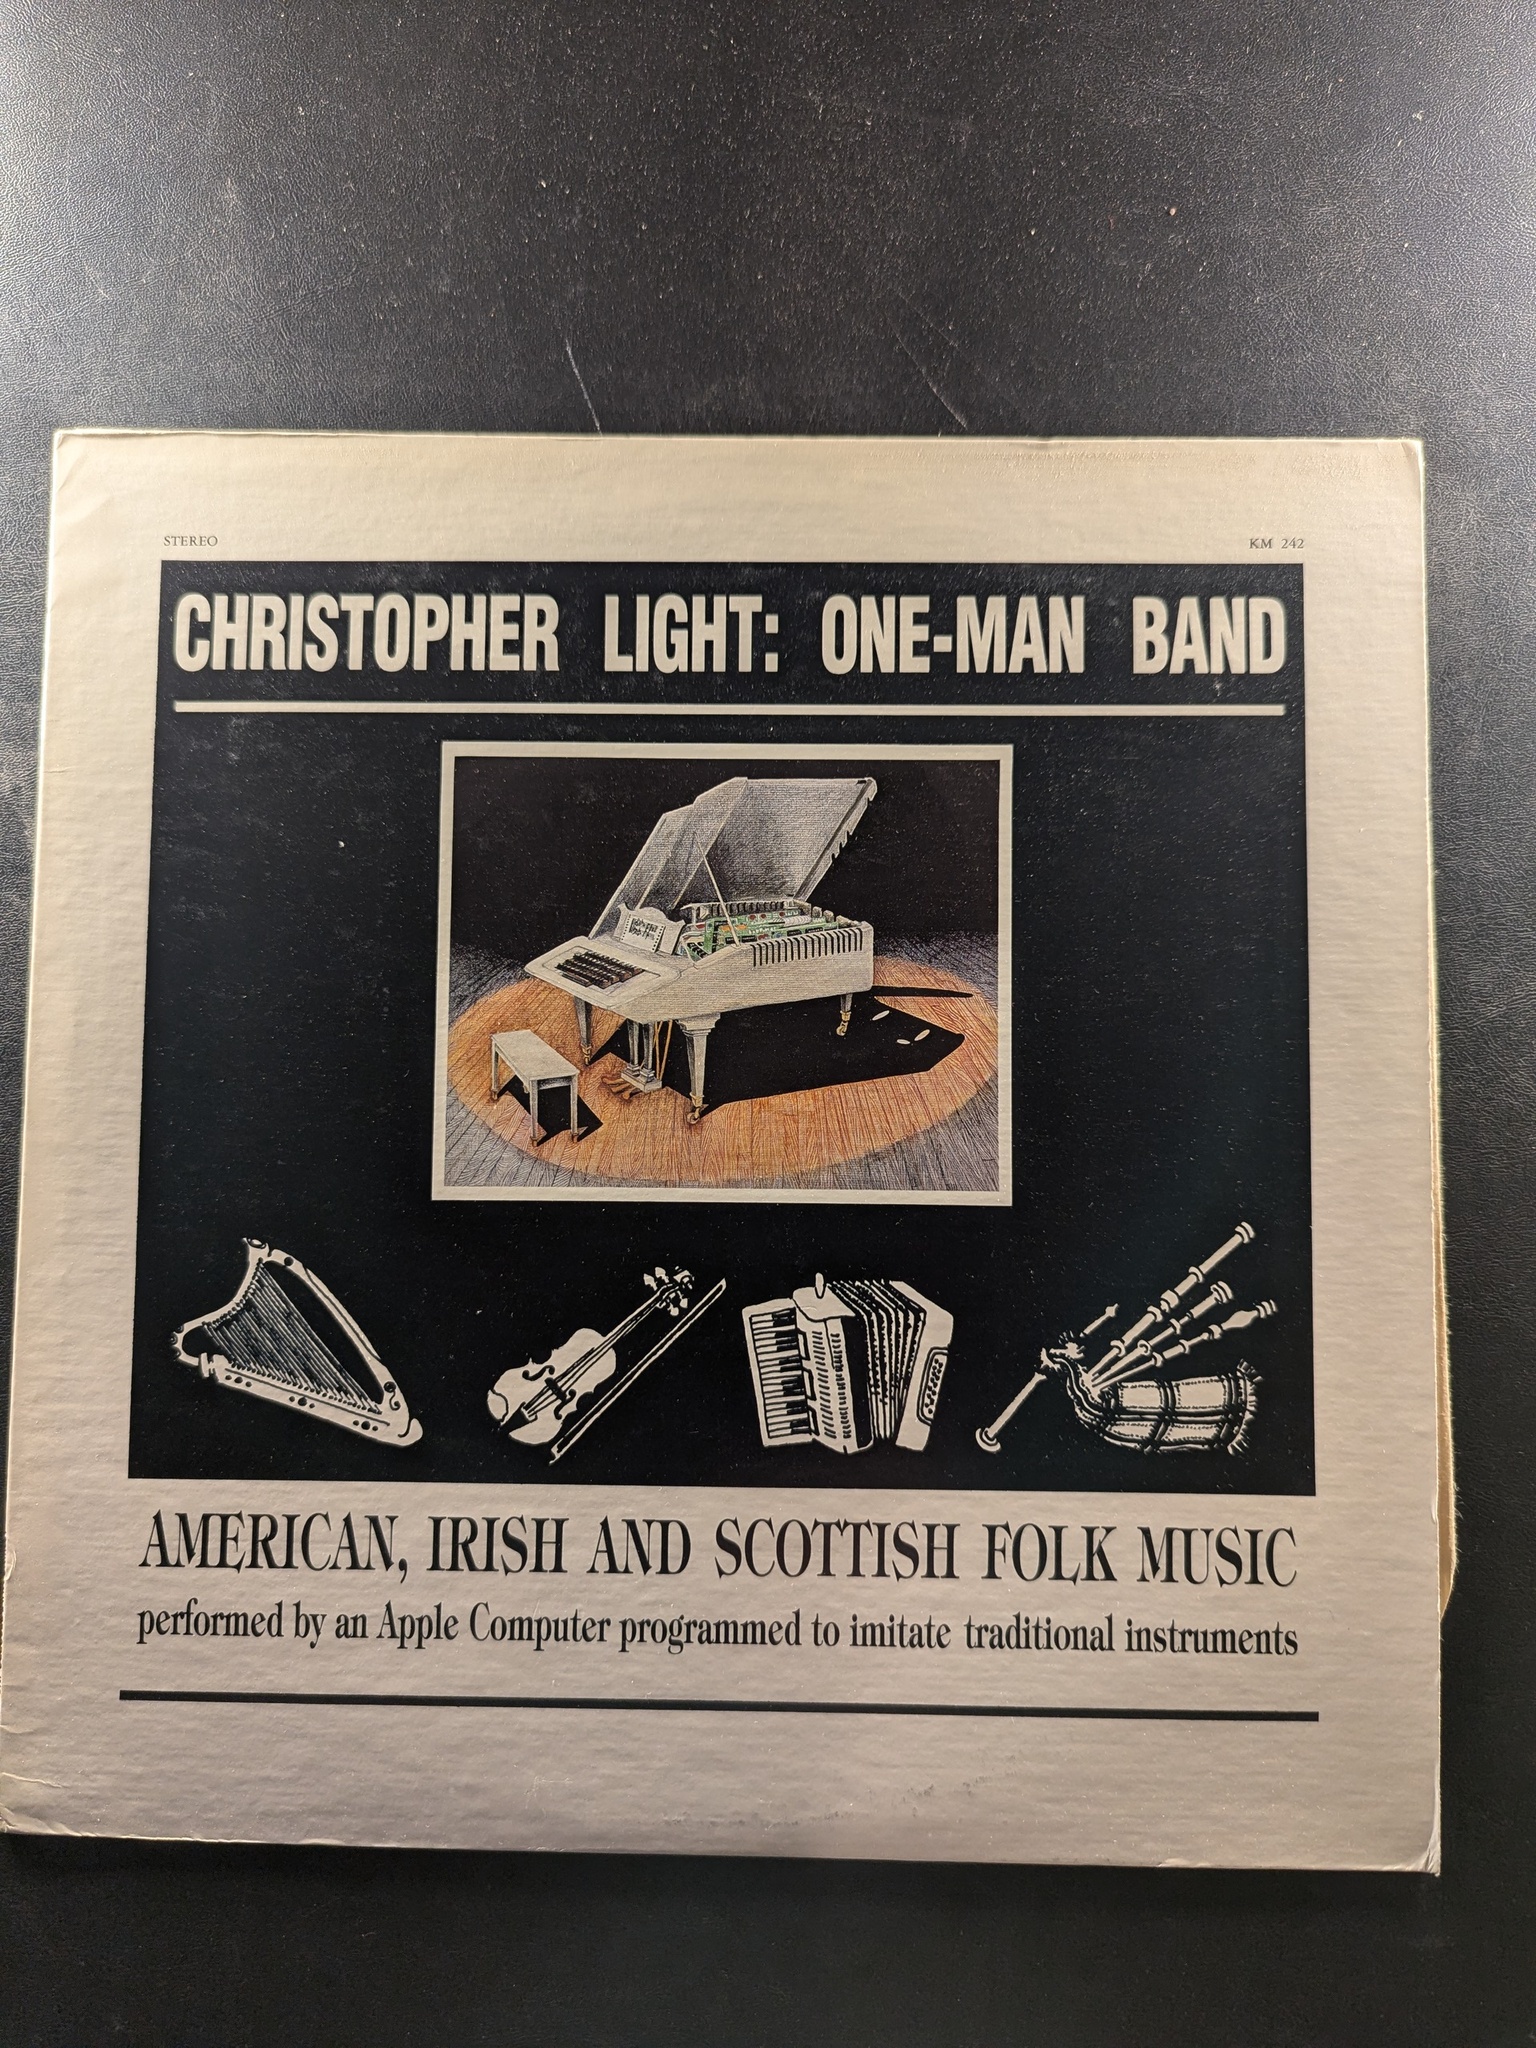 STEREO KM 242
CHRISTOPHER LIGHT: ONE-MAN BAND
AMERICAN, IRISH AND SCOTTISH FOLK MUSIC
performed by an Apple Computer programmed to imitate traditional instruments